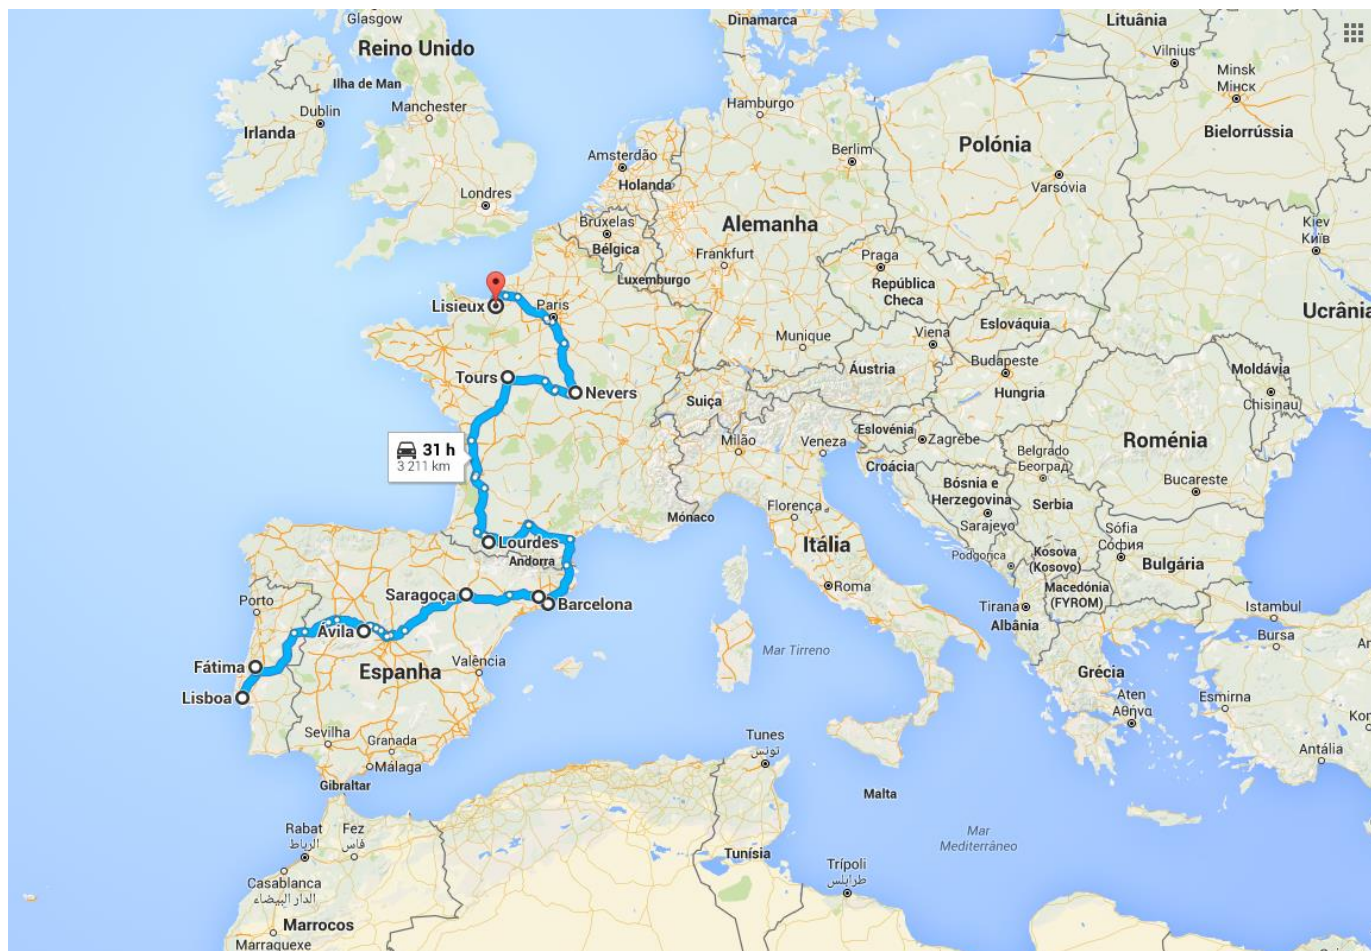 Glasgow
Reino Unido
Ilha de Man
Dublin
Irlanda
Manchester
Londres
Dinamarca
Lituânia
Vilnius
Minsk
Мінск
Bielorrússia
Hamburgo
Berlim
Polónia
Varsóvia
Amsterdão
Holanda
Bruxelas
Bélgica
Alemanha
Frankfurt
Luxemburgo
Praga
República
Checa
Kiev
Київ
Ucrânia
Lisieux
Paris
Munique
Viena
Eslováquia
Áustria
Budapeste
Hungria
Moldávia
Chisinau
Tours
Nevers
Suiça
31 h
3 211 km
Milão
Veneza
Eslovénia
Zagrebe
Croácia
Belgrado
Београд
Roménia
Bucareste
Bósnia e
Herzegovina
Sarajevo
Sérbia
Florença
Mónaco
Itália
Lourdes
Andorra
Sófia
София
Bulgária
Podgorica
Kosova
(Kosovo)
Macedónia
(FYROM)
Roma
Tirana
Albânia
Istambul
Bursa
Porto
Saragoça
Barcelona
Ávila
Fátima
Lisboa
Espanha
València
Mar Tirreno
Grécia
Aten
Αθήνα
Esmirna
Antália
Sevilha
Granada
Málaga
Gibraltar
Tunes
تونس
Malta
Mar
Mediterrâneo
Rabat
الرباط
Fez
فاس
Casablanca
الدار البيضاء
Marrocos
Marraquexe
Tunísia
Trípoli
طرابلس